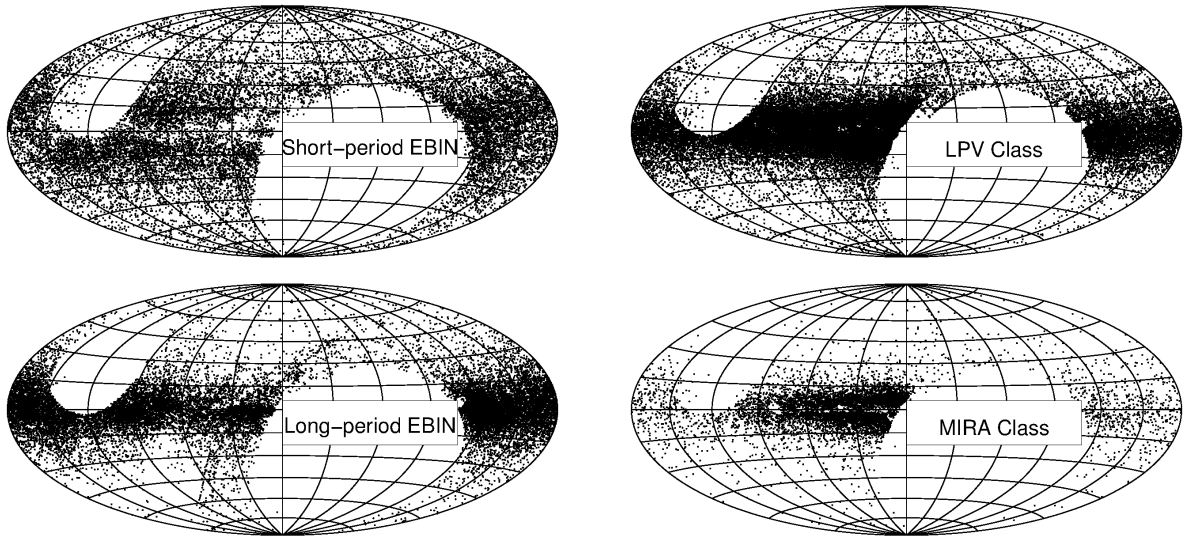 Short−period EBIN
LPV Class
Long−period EBIN
MIRA Class